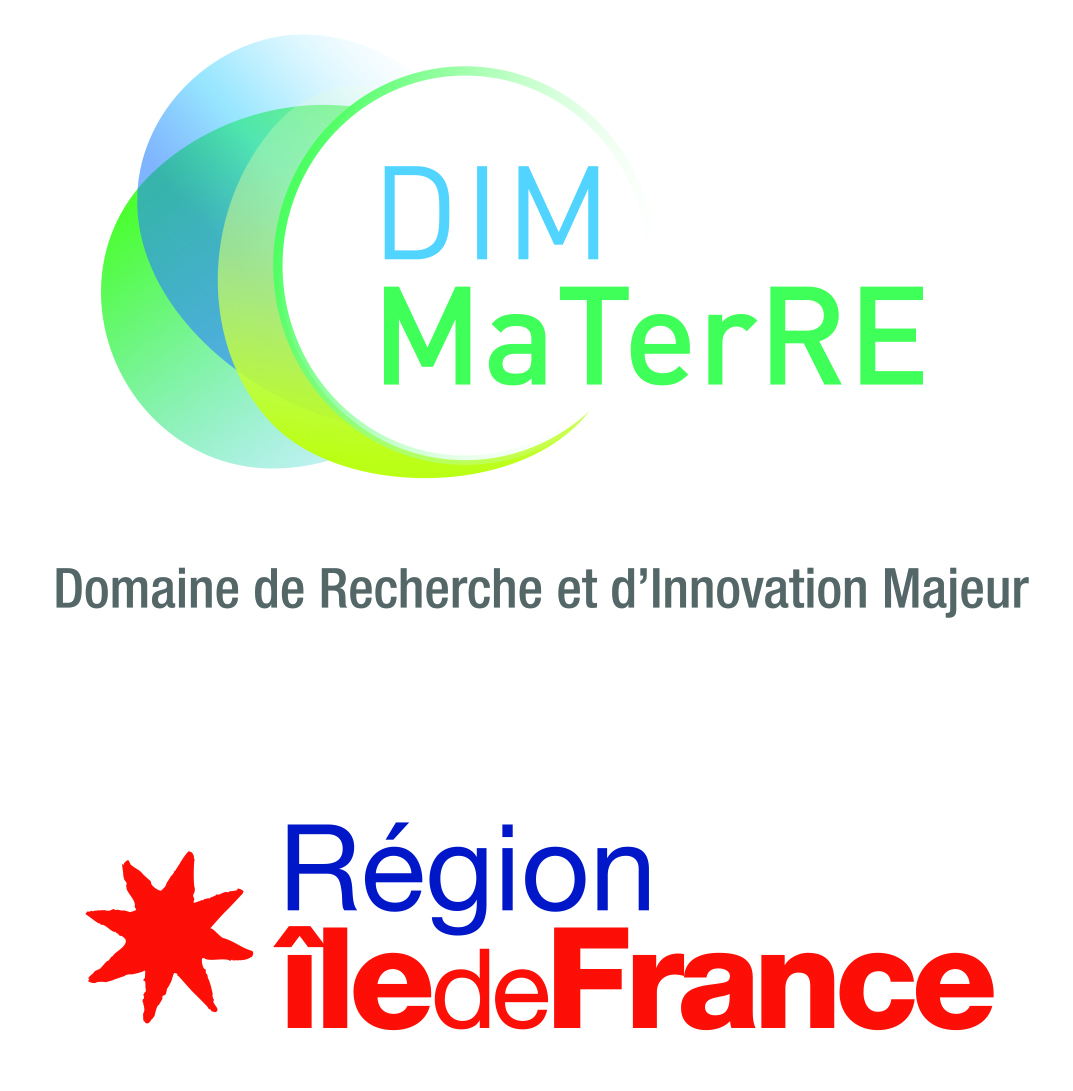 DIM
MaTerRE
Domaine de Recherche et d’Innovation Majeur
Région
îledeFrance